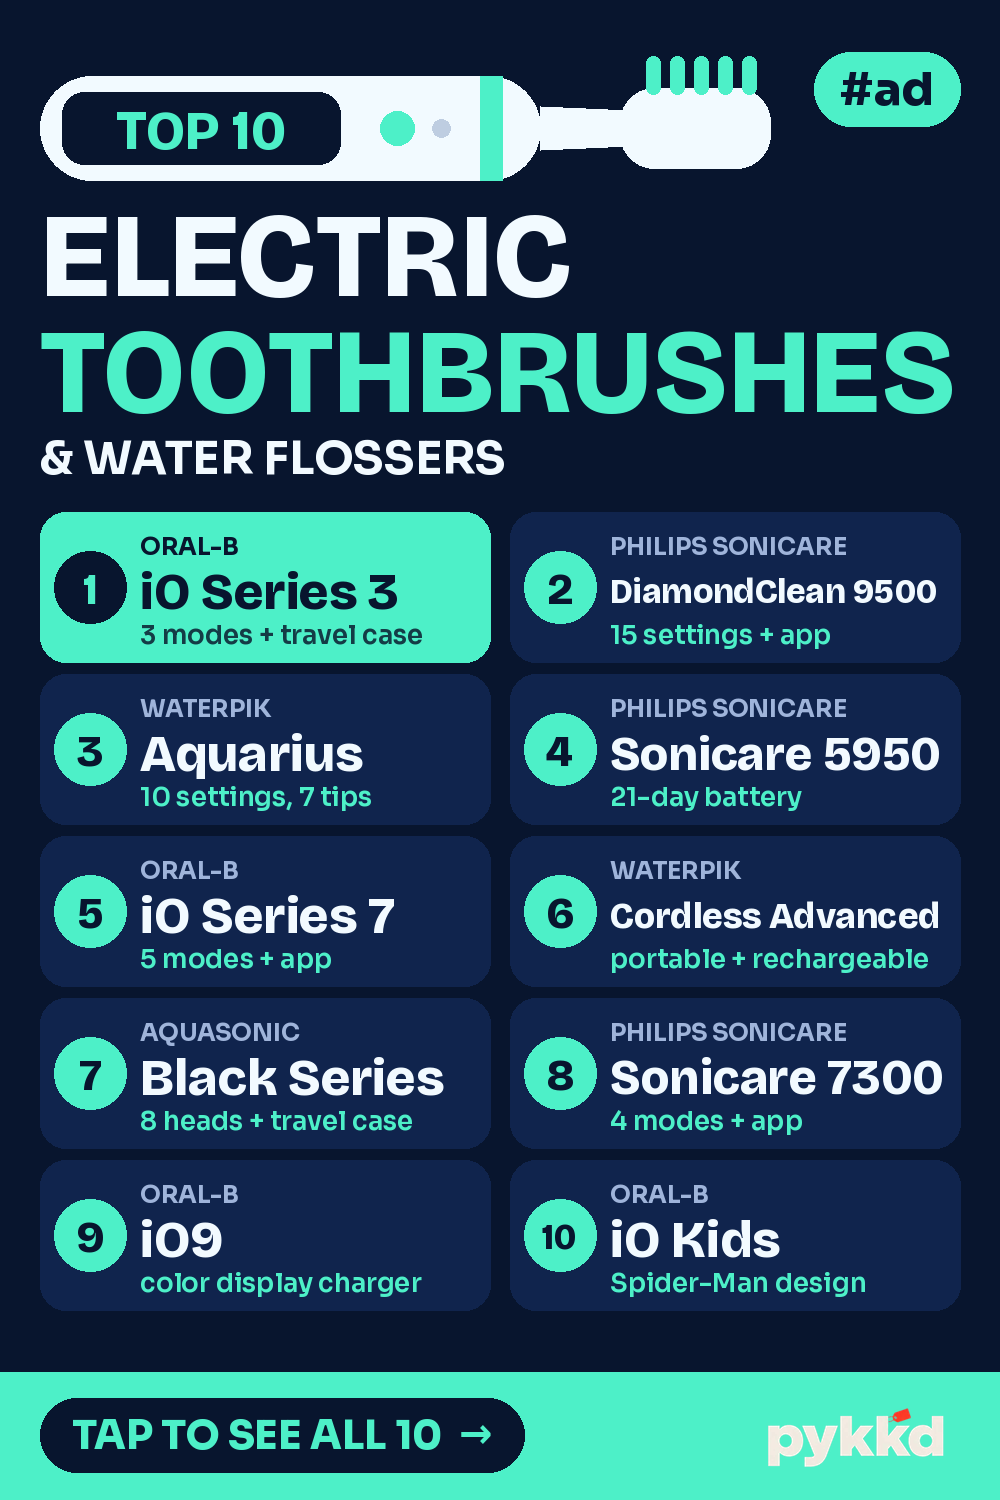 TOP 10
#ad
ELECTRIC
TOOTHBRUSHES
& WATER FLOSSERS
1
ORAL-B
iO Series 3
3 modes + travel case
2
PHILIPS SONICARE
DiamondClean 9500
15 settings + app
3
WATERPIK
Aquarius
10 settings, 7 tips
4
PHILIPS SONICARE
Sonicare 5950
21-day battery
5
ORAL-B
iO Series 7
5 modes + app
6
WATERPIK
Cordless Advanced
portable + rechargeable
7
AQUASONIC
Black Series
8 heads + travel case
8
PHILIPS SONICARE
Sonicare 7300
4 modes + app
9
ORAL-B
iO9
color display charger
10
ORAL-B
iO Kids
Spider-Man design
TAP TO SEE ALL 10 →
pykkd